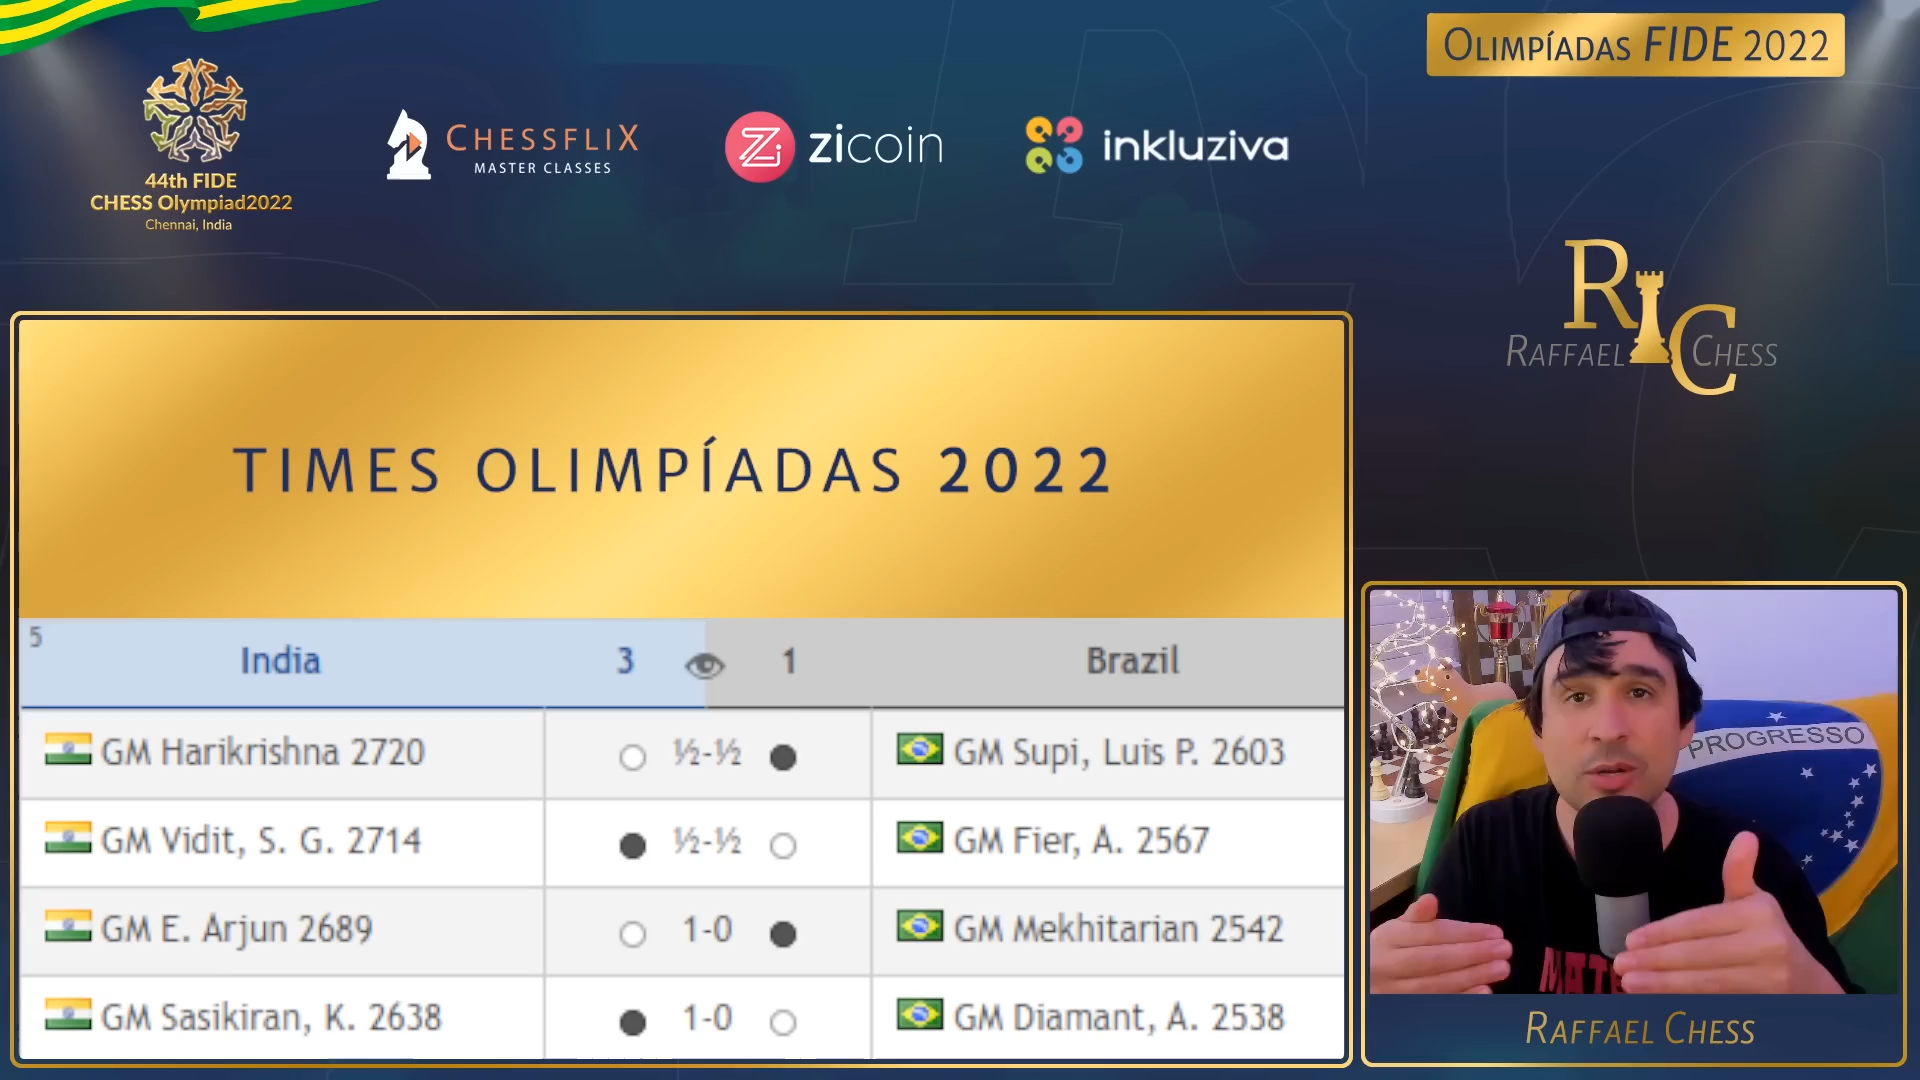 OLIMPÍADAS FIDE 2022
44th FIDE
CHESS Olympiad2022
Chennai, India
CHESSFLIX
MASTER CLASSES
zicoin
inkluziva
RC
RAFFAEL CHESS
TIMES OLIMPÍADAS 2022
5 India 3 1 Brazil
GM Harikrishna 2720 ½-½ GM Supi, Luis P. 2603
GM Vidit, S. G. 2714 ½-½ GM Fier, A. 2567
GM E. Arjun 2689 1-0 GM Mekhitarian 2542
GM Sasikiran, K. 2638 1-0 GM Diamant, A. 2538
PROGRESSO
RAFFAEL CHESS